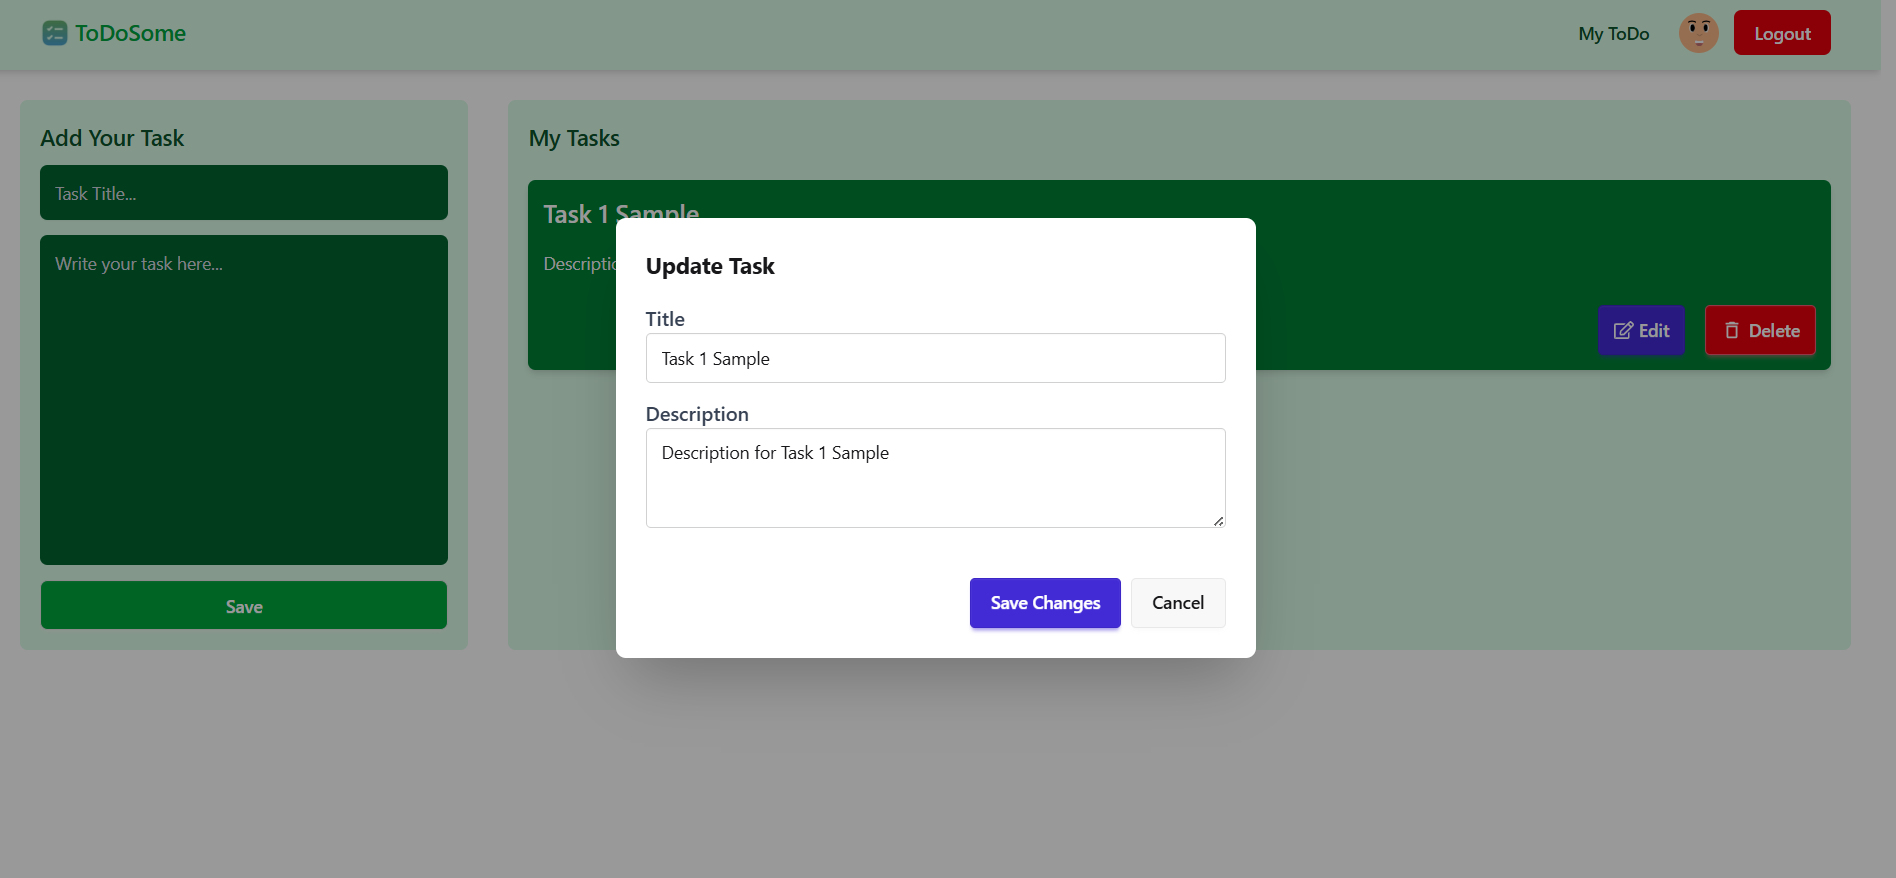 ToDoSome
My ToDo
Logout
Add Your Task
Task Title...
Write your task here...
Save
My Tasks
Task 1 Sample
Edit
Delete
Update Task
Title
Task 1 Sample
Description
Description for Task 1 Sample
Save Changes
Cancel